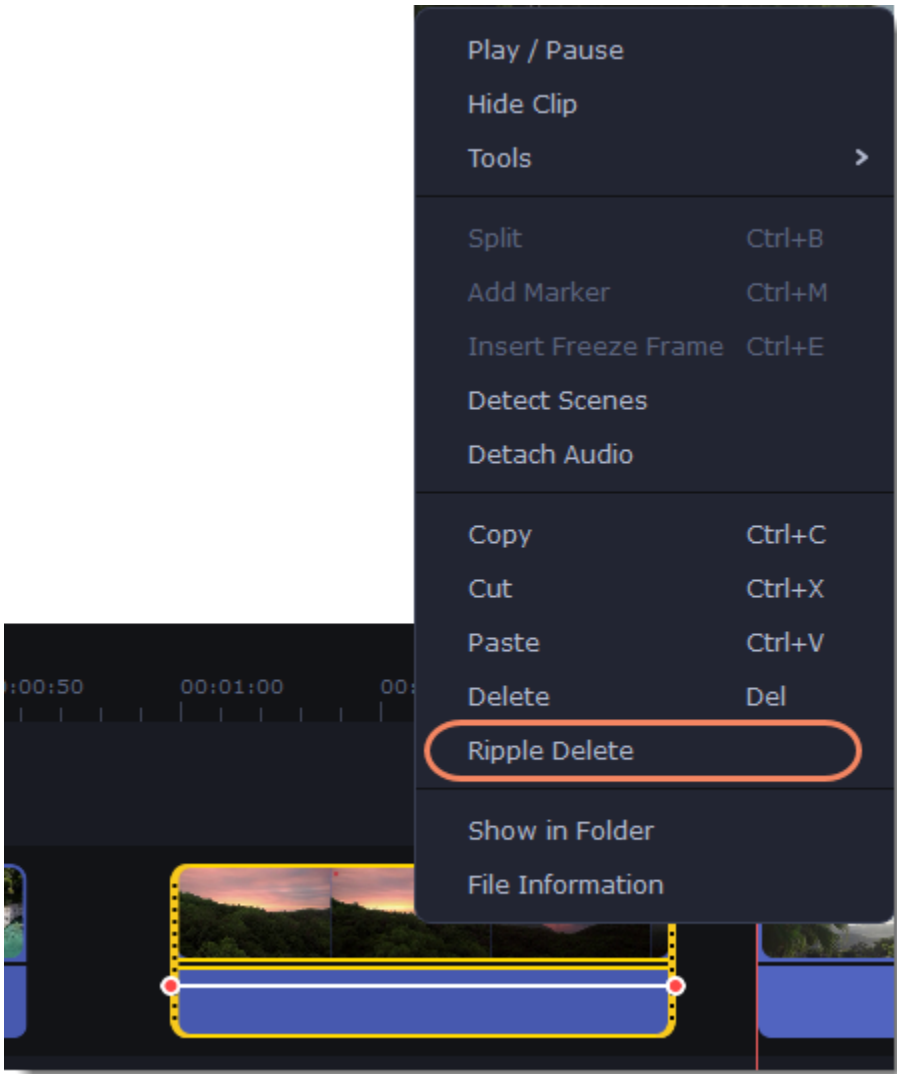 Play / Pause
Hide Clip
Tools
Split Ctrl+B
Add Marker Ctrl+M
Insert Freeze Frame Ctrl+E
Detect Scenes
Detach Audio
Copy Ctrl+C
Cut Ctrl+X
Paste Ctrl+V
Delete Del
Ripple Delete
Show in Folder
File Information
:00:50 00:01:00 00: